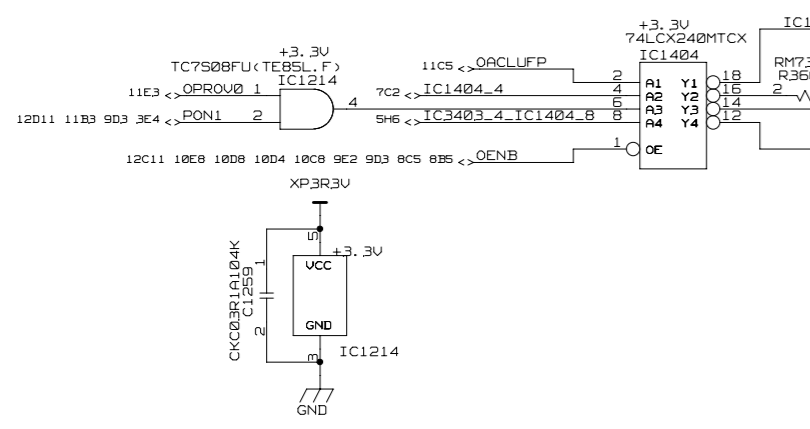 +3.3V
IC1
74LCX240MTCX
+3.3V
IC1404
TC7S08FU(TE85L.F)
IC1214
11C5 <> OACLUFP
RM73
R36
11E3 <> OPROV0 1
7C2 <> IC1404_4
4
2 A1 Y1 18
4 A2 Y2 16 2
6 A3 Y3 14
12D11 11B3 9D3 3E4 <> PON1 2
5H6 <> IC3403_4_IC1404_8 8 A4 Y4 12
12C11 10E8 10D8 10D4 10C8 9E2 9D3 8C5 8B5 <> OENB
1 OE
XP3R3V
5
+3.3V
VCC
CKC03R1A104K
C1259
1
2
GND
3
IC1214
GND